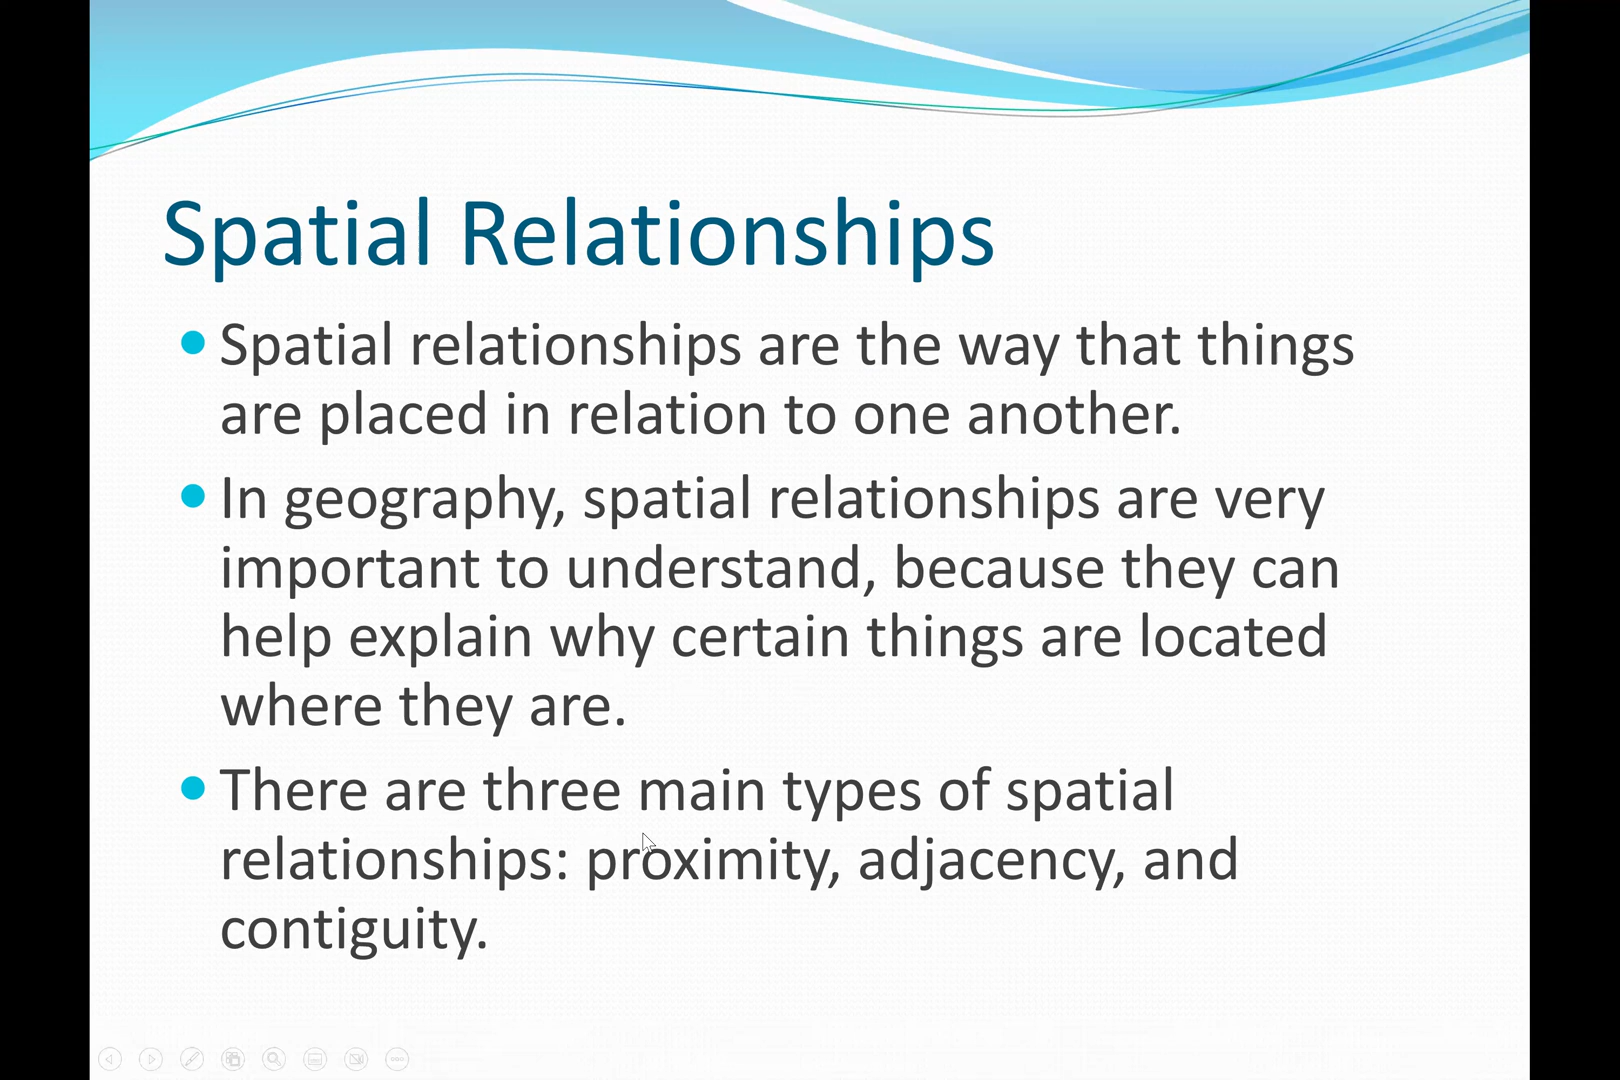 Spatial Relationships
Spatial relationships are the way that things
are placed in relation to one another.
In geography, spatial relationships are very
important to understand, because they can
help explain why certain things are located
where they are.
There are three main types of spatial
relationships: proximity, adjacency, and
contiguity.